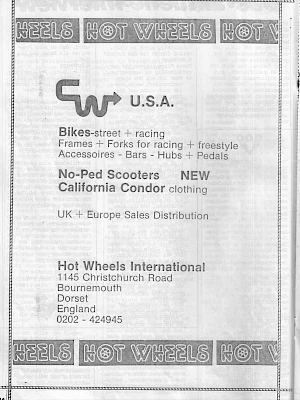 WHEELS HOT WHEELS HOT W
CW U.S.A.
Bikes-street + racing
Frames + Forks for racing + freestyle
Accessoires - Bars - Hubs + Pedals
No-Ped Scooters NEW
California Condor clothing
UK + Europe Sales Distribution
Hot Wheels International
1145 Christchurch Road
Bournemouth
Dorset
England
0202 - 424945
HEELS HOT WHEELS HOT W